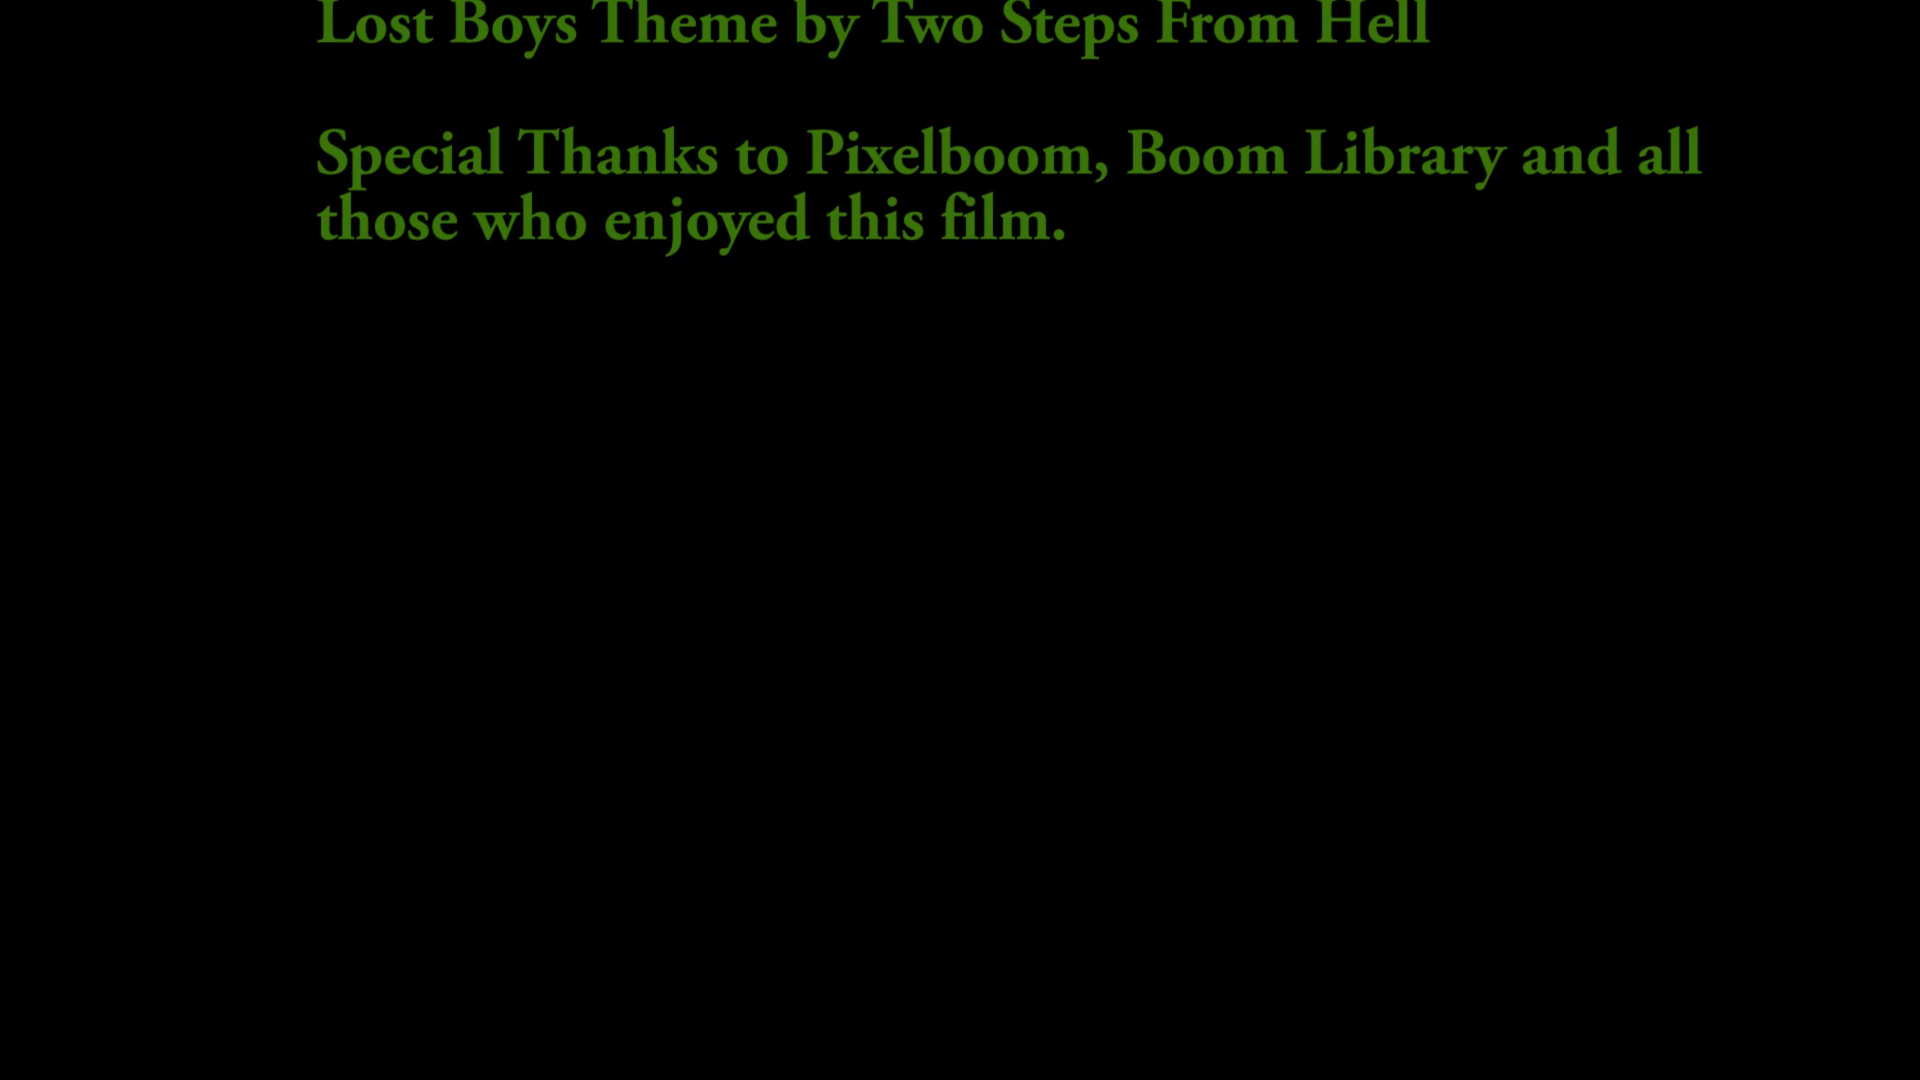 Lost Boys Theme by Two Steps From Hell
Special Thanks to Pixelboom, Boom Library and all
those who enjoyed this film.